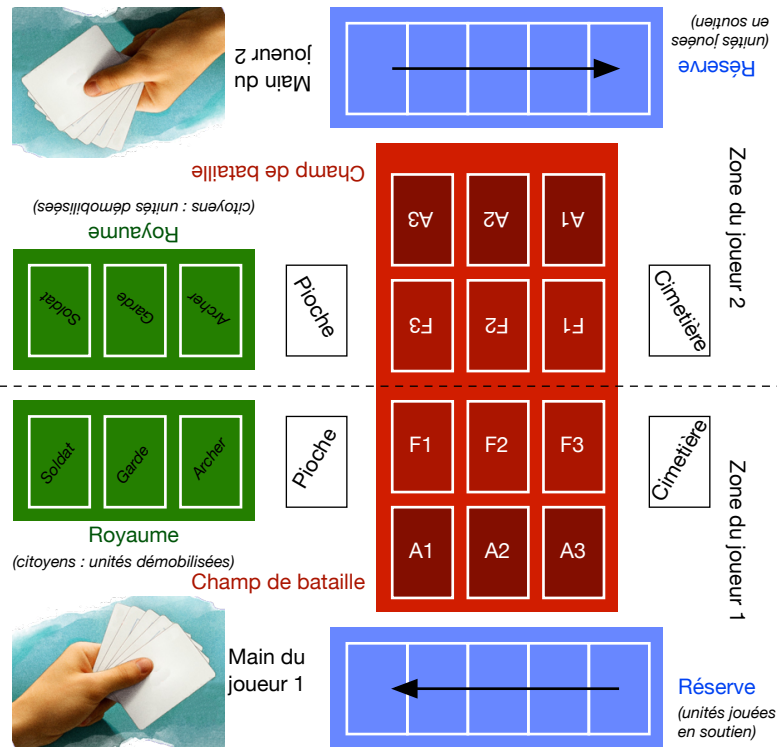 Main du
joueur 2
Réserve
(unités jouées
en soutien)
Champ de bataille
Royaume
(citoyens : unités démobilisées)
Zone du joueur 2
A3
A2
A1
Soldat
Garde
Archer
Pioche
F3
F2
F1
Cimetière
Soldat
Garde
Archer
Pioche
F1
F2
F3
Cimetière
Zone du joueur 1
Royaume
(citoyens : unités démobilisées)
A1
A2
A3
Champ de bataille
Main du
joueur 1
Réserve
(unités jouées
en soutien)